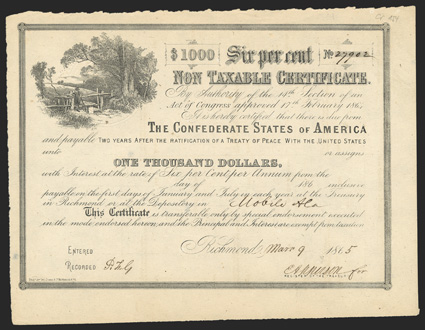 $1000 Six per cent No. 27902
NON TAXABLE CERTIFICATE.
By Authority of the 14th Section of an
Act of Congress approved 17th February 186
It is hereby certified that there is due from
THE CONFEDERATE STATES OF AMERICA
and payable TWO YEARS AFTER THE RATIFICATION OF A TREATY OF PEACE WITH THE UNITED STATES
unto or assigns
ONE THOUSAND DOLLARS,
with Interest at the rate of Six per Cent per Annum from the
day of 186 inclusive
payable on the first days of January and July in each year at the Treasury
in Richmond or at the Depository in Mobile Ala
This Certificate is transferable only by special endorsement executed
in the mode endorsed hereon and the Principal and Interest are exempt from taxation
Richmond Mar 9 1865
ENTERED
RECORDED